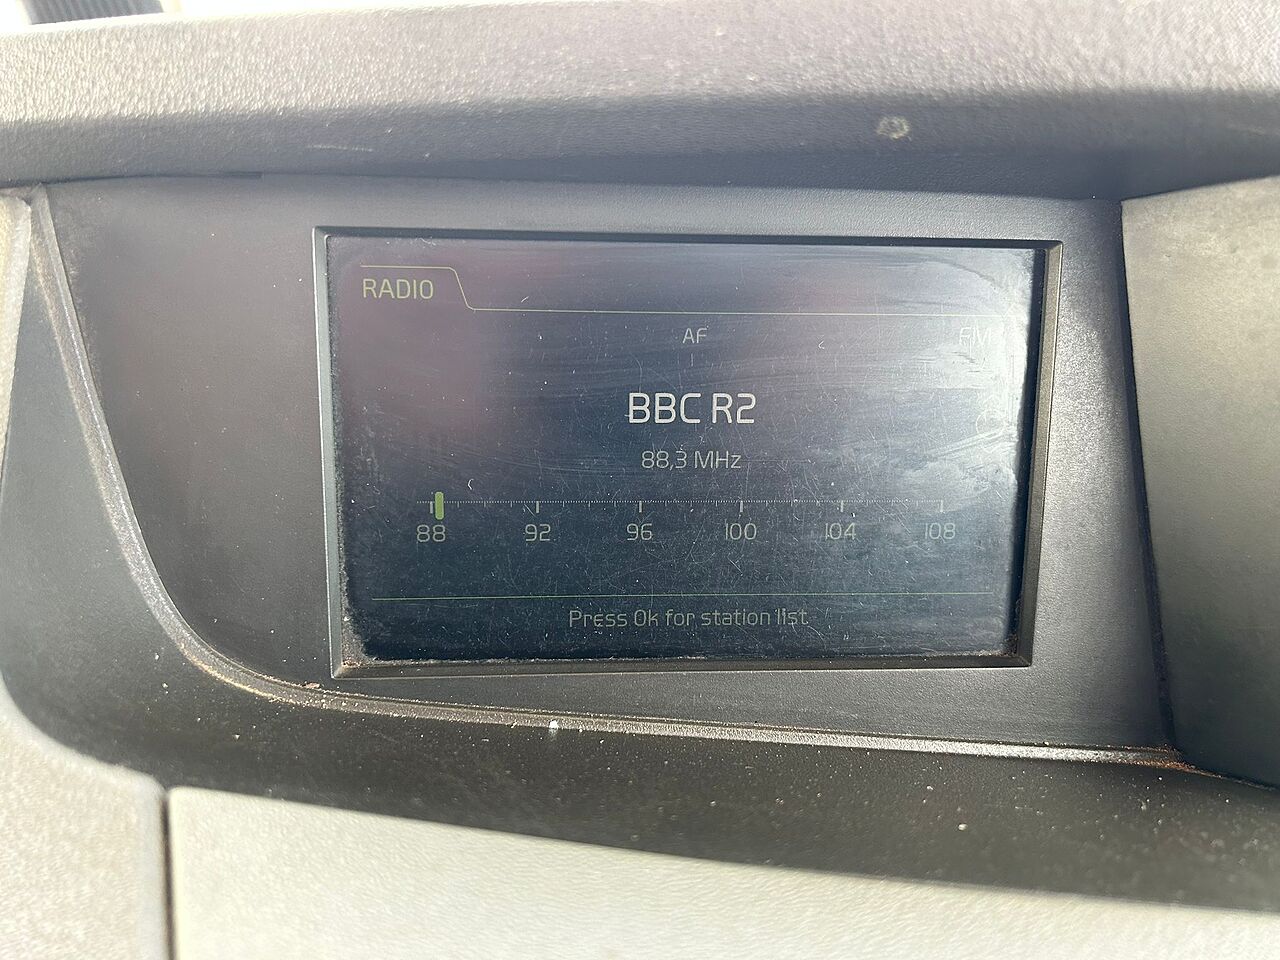 RADIO
AF FM
BBC R2
88,3 MHz
88 92 96 100 104 108
Press Ok for station list